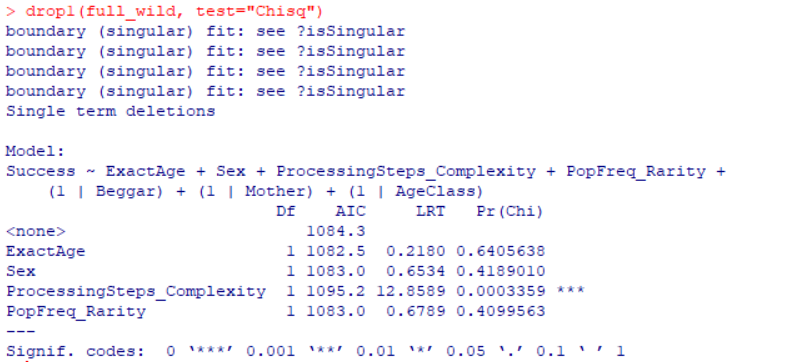 > drop1(full_wild, test="Chisq")
boundary (singular) fit: see ?isSingular
boundary (singular) fit: see ?isSingular
boundary (singular) fit: see ?isSingular
boundary (singular) fit: see ?isSingular
Single term deletions

Model:
Success ~ ExactAge + Sex + ProcessingSteps_Complexity + PopFreq_Rarity +
    (1 | Beggar) + (1 | Mother) + (1 | AgeClass)
                           Df    AIC     LRT   Pr(Chi)
<none>                        1084.3
ExactAge                    1 1082.5  0.2180 0.6405638
Sex                         1 1083.0  0.6534 0.4189010
ProcessingSteps_Complexity  1 1095.2 12.8589 0.0003359 ***
PopFreq_Rarity              1 1083.0  0.6789 0.4099563
---
Signif. codes:  0 ‘***’ 0.001 ‘**’ 0.01 ‘*’ 0.05 ‘.’ 0.1 ‘ ’ 1